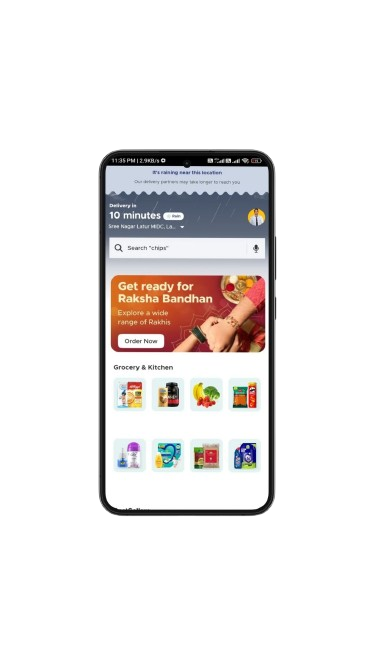 11:35 PM | 2.9KB/s
It's raining near this location
Our delivery partners may take longer to reach you
Delivery in
10 minutes
Rain
Sree Nagar Latur MIDC, La...
Search "chips"
Get ready for
Raksha Bandhan
Explore a wide
range of Rakhis
Order Now
Grocery & Kitchen